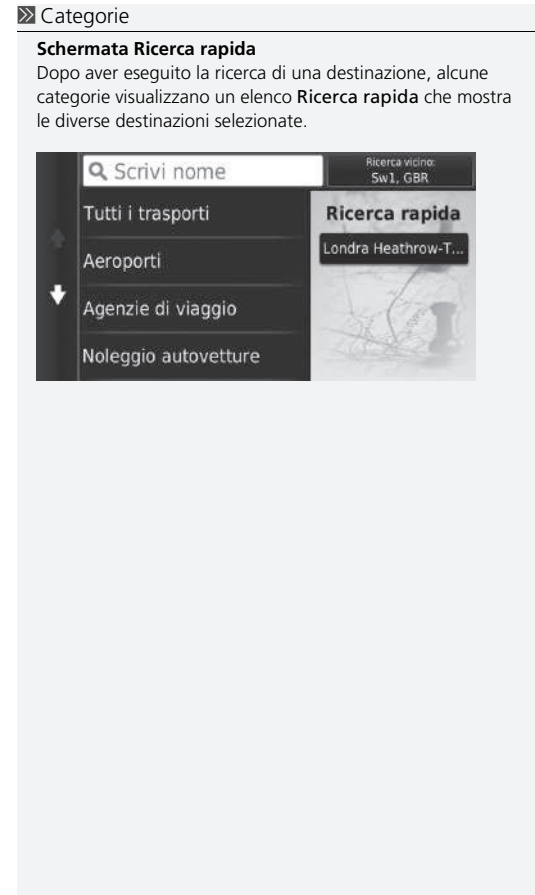 Categorie
Schermata Ricerca rapida
Dopo aver eseguito la ricerca di una destinazione, alcune
categorie visualizzano un elenco Ricerca rapida che mostra
le diverse destinazioni selezionate.
Scrivi nome
Ricerca vicino:
Sw1, GBR
Tutti i trasporti
Aeroporti
Agenzie di viaggio
Noleggio autovetture
Ricerca rapida
Londra Heathrow-T...